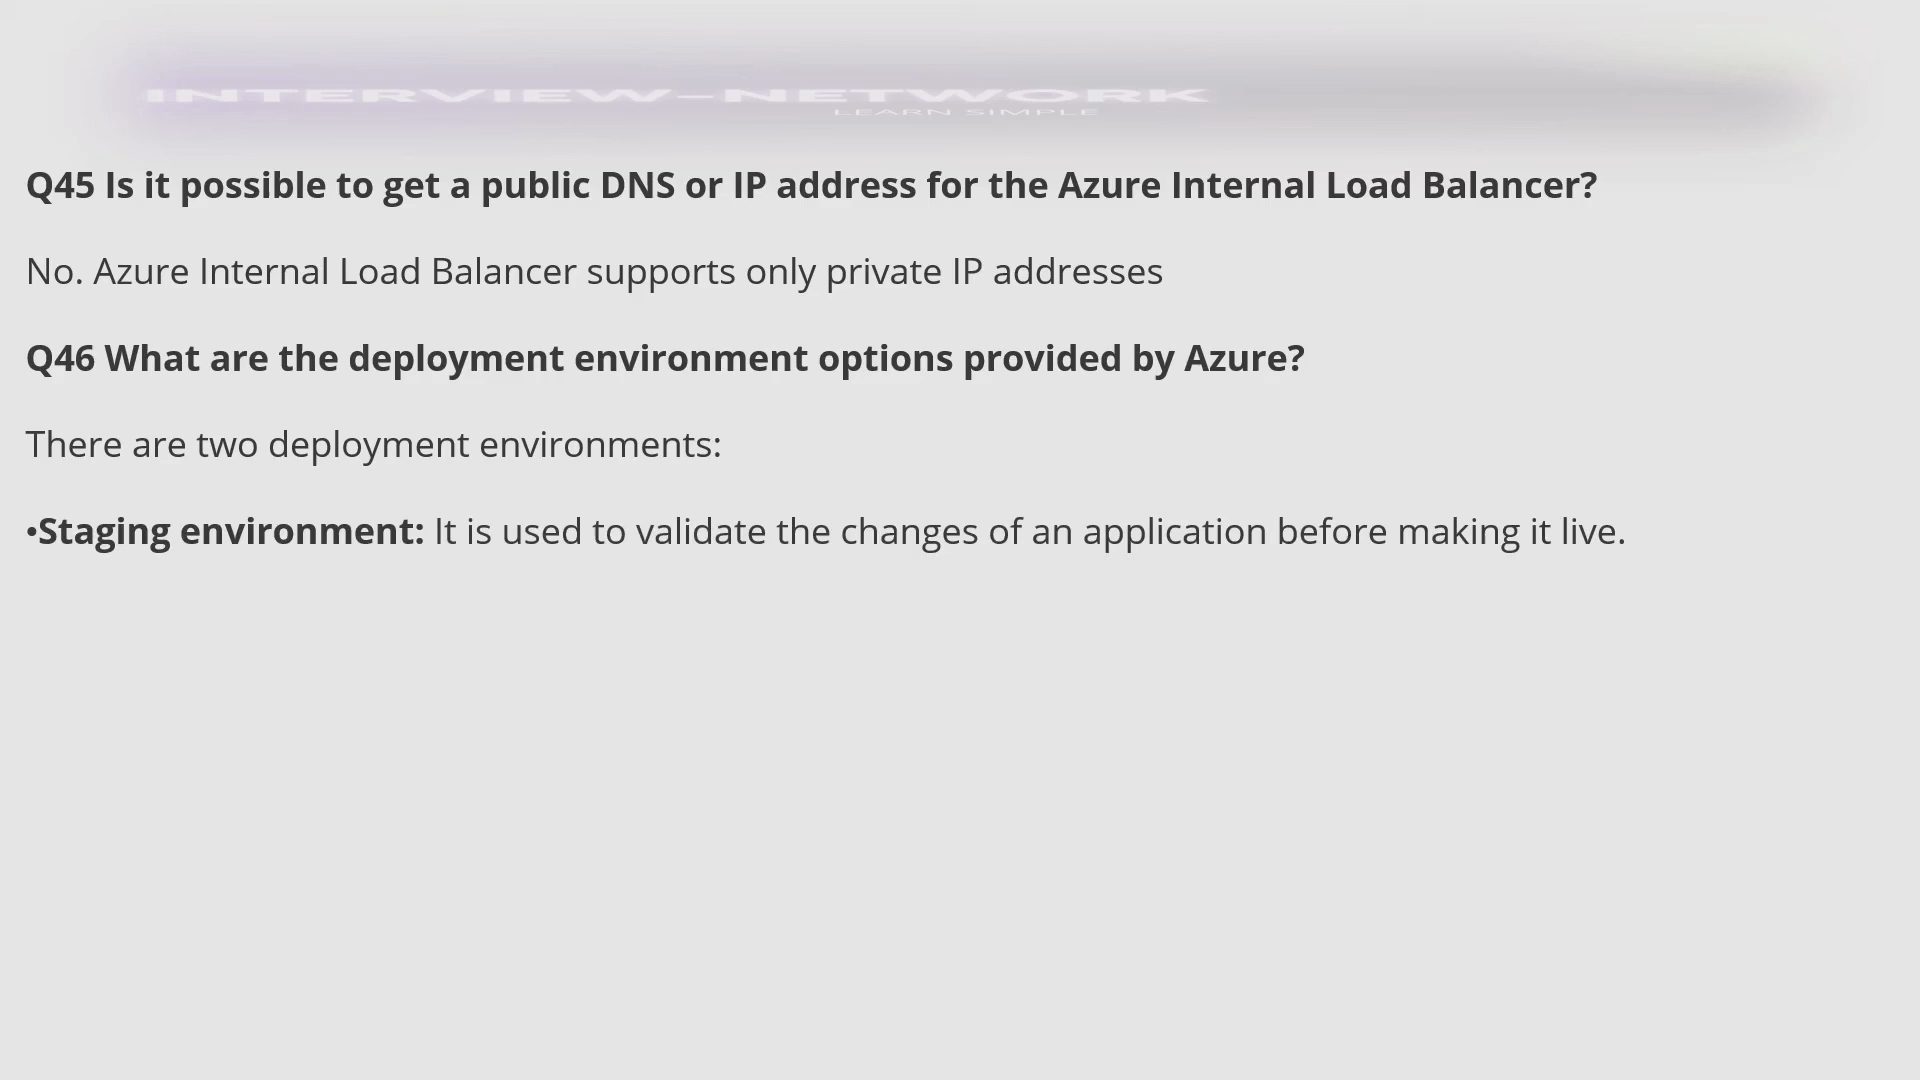 INTERVIEW-NETWORK
LEARN SIMPLE
Q45 Is it possible to get a public DNS or IP address for the Azure Internal Load Balancer?
No. Azure Internal Load Balancer supports only private IP addresses
Q46 What are the deployment environment options provided by Azure?
There are two deployment environments:
•Staging environment: It is used to validate the changes of an application before making it live.